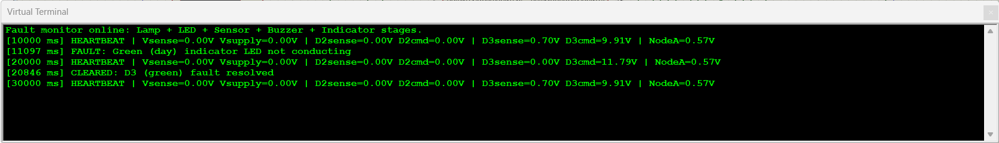 Virtual Terminal
Fault monitor online: Lamp + LED + Sensor + Buzzer + Indicator stages.
[10000 ms] HEARTBEAT | Vsense=0.00V Vsupply=0.00V | D2sense=0.00V D2cmd=0.00V | D3sense=0.70V D3cmd=9.91V | NodeA=0.57V
[11097 ms] FAULT: Green (day) indicator LED not conducting
[20000 ms] HEARTBEAT | Vsense=0.00V Vsupply=0.00V | D2sense=0.00V D2cmd=0.00V | D3sense=0.00V D3cmd=11.79V | NodeA=0.57V
[20846 ms] CLEARED: D3 (green) fault resolved
[30000 ms] HEARTBEAT | Vsense=0.00V Vsupply=0.00V | D2sense=0.00V D2cmd=0.00V | D3sense=0.70V D3cmd=9.91V | NodeA=0.57V